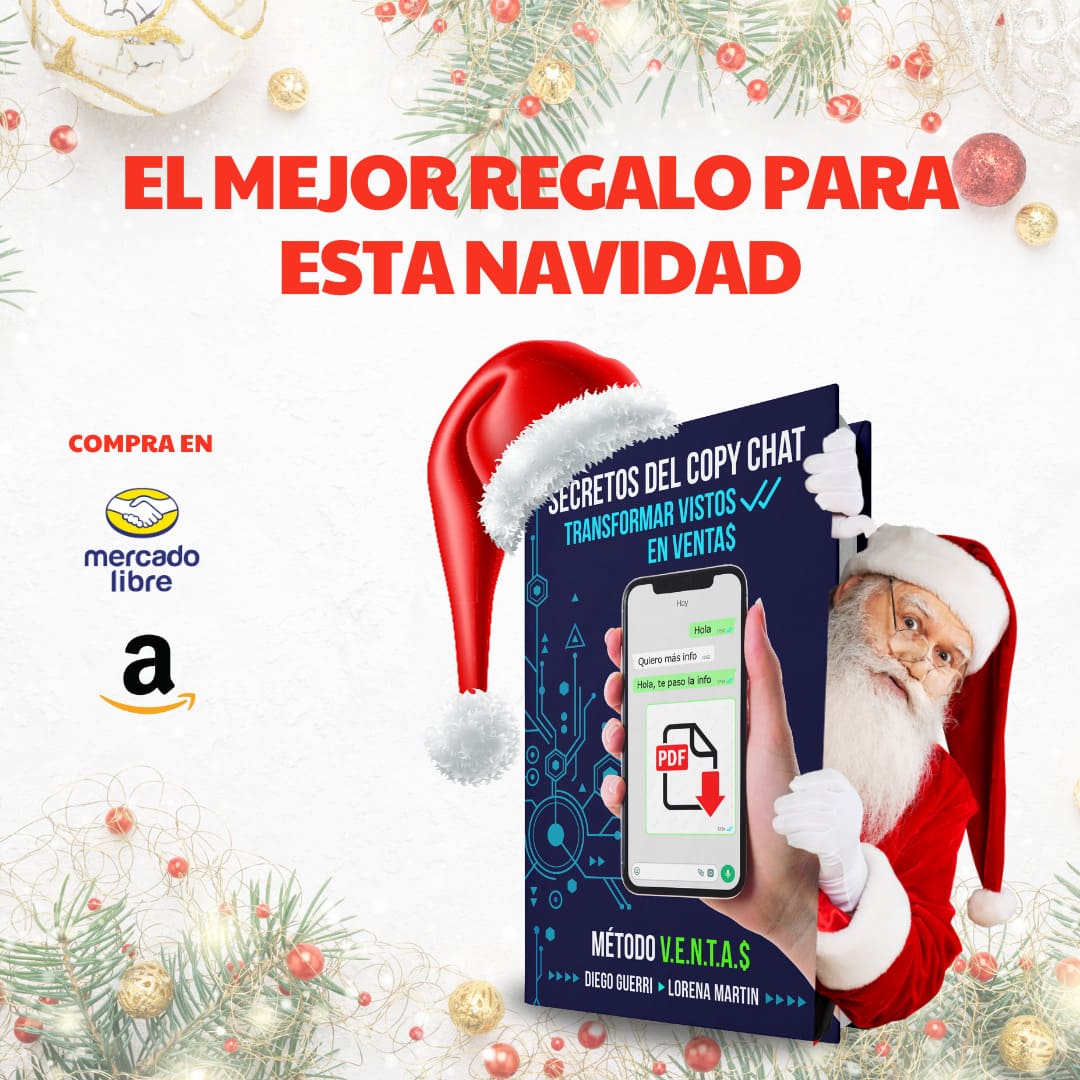 EL MEJOR REGALO PARA
ESTA NAVIDAD
COMPRA EN
mercado
libre
a
SECRETOS DEL COPY CHAT
TRANSFORMAR VISTOS
EN VENTA$
Hoy
Hola
Quiero más info
Hola, te paso la info
PDF
MÉTODO V.E.N.T.A.$
DIEGO GUERRI LORENA MARTIN